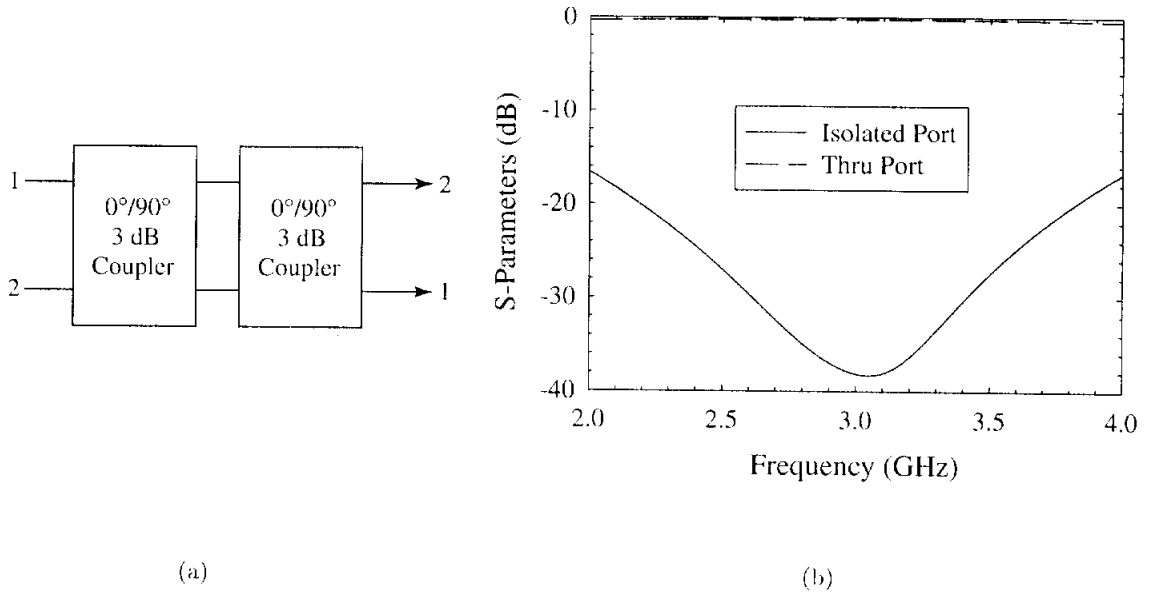 1
2
0°/90°
3 dB
Coupler
0°/90°
3 dB
Coupler
2
1
(a)
S-Parameters (dB)
0
-10
-20
-30
-40
Isolated Port
Thru Port
2.0 2.5 3.0 3.5 4.0
Frequency (GHz)
(b)